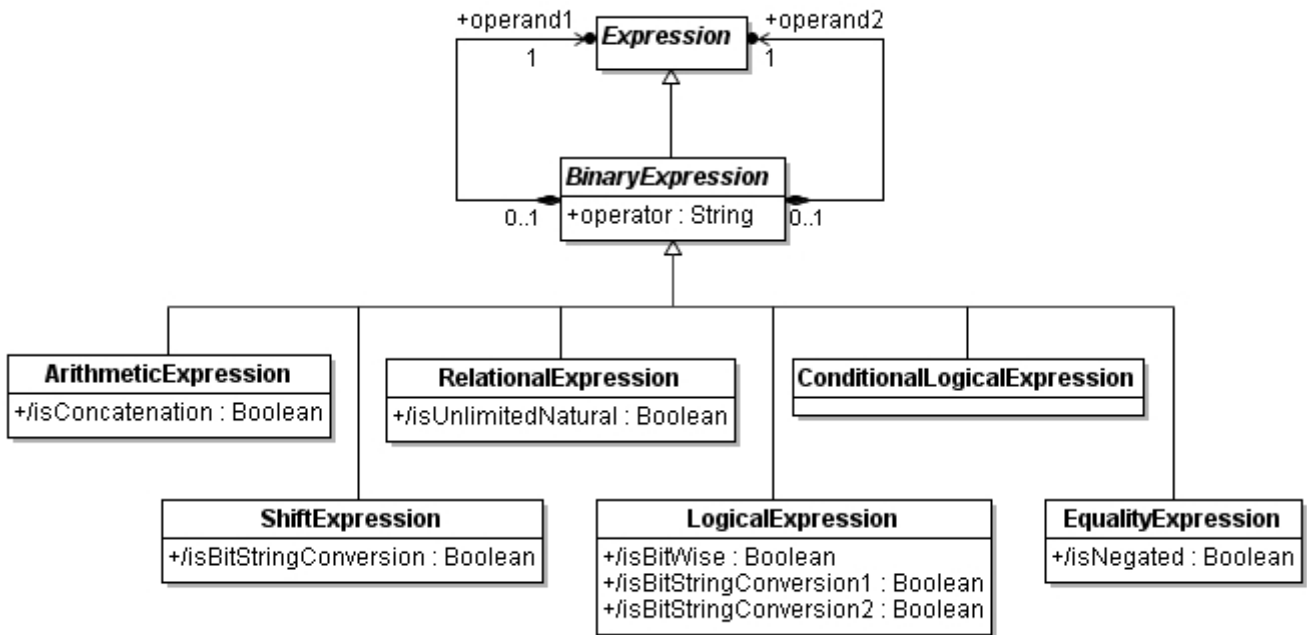 +operand1
Expression
+operand2
1
1
BinaryExpression
0..1
+operator : String
0..1
ArithmeticExpression
+/isConcatenation : Boolean
RelationalExpression
+/isUnlimitedNatural : Boolean
ConditionalLogicalExpression
ShiftExpression
+/isBitStringConversion : Boolean
LogicalExpression
+/isBitWise : Boolean
+/isBitStringConversion1 : Boolean
+/isBitStringConversion2 : Boolean
EqualityExpression
+/isNegated : Boolean